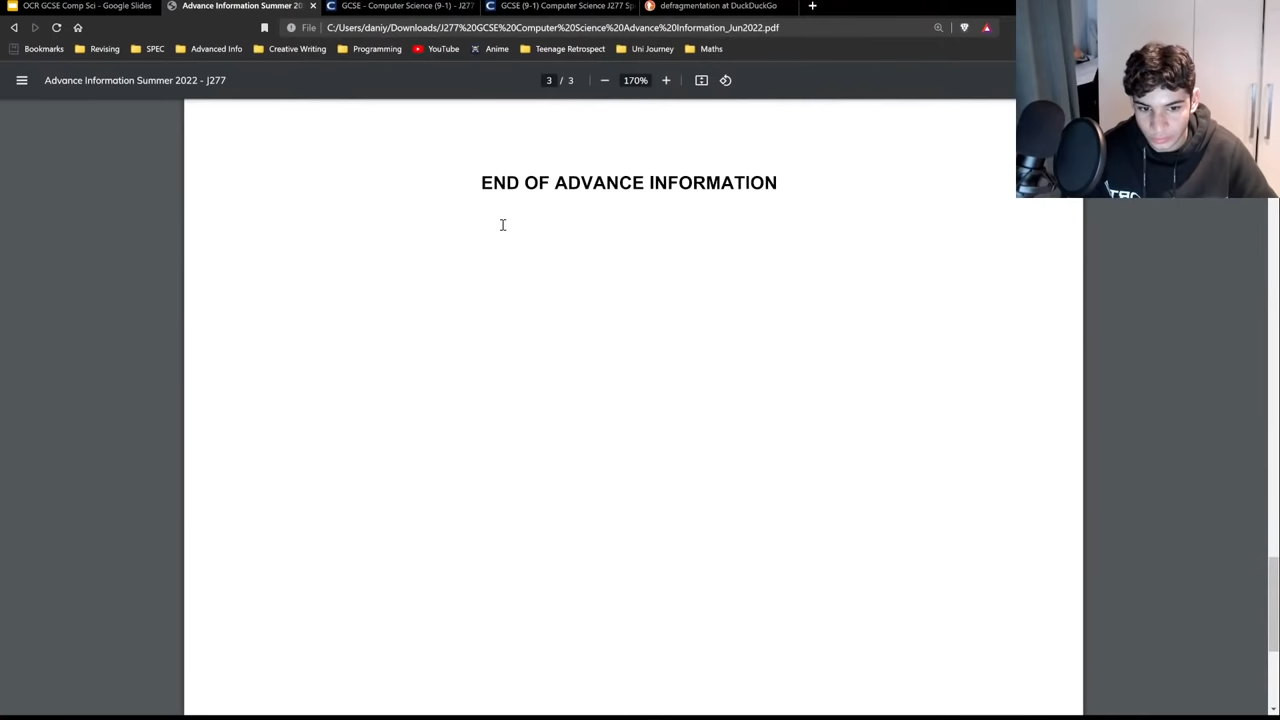 OCR GCSE Comp Sci - Google Slides
Advance Information Summer 20
GCSE - Computer Science (9-1) - J277
GCSE (9-1) Computer Science J277 Sp
defragmentation at DuckDuckGo
File
C:/Users/daniy/Downloads/J277%20GCSE%20Computer%20Science%20Advance%20Information_Jun2022.pdf
Bookmarks
Revising
SPEC
Advanced Info
Creative Writing
Programming
YouTube
Anime
Teenage Retrospect
Uni Journey
Maths
Advance Information Summer 2022 - J277
3 / 3
170%
END OF ADVANCE INFORMATION